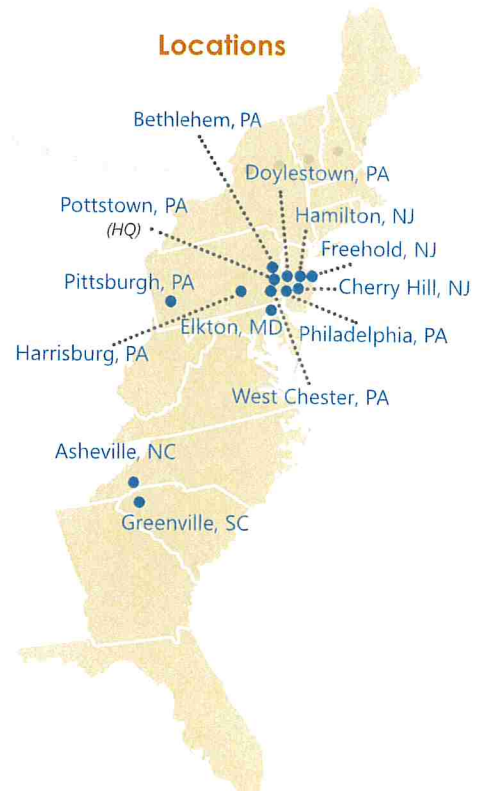 Locations
Bethlehem, PA
Doylestown, PA
Pottstown, PA
(HQ)
Hamilton, NJ
Freehold, NJ
Pittsburgh, PA
Cherry Hill, NJ
Elkton, MD
Philadelphia, PA
Harrisburg, PA
West Chester, PA
Asheville, NC
Greenville, SC